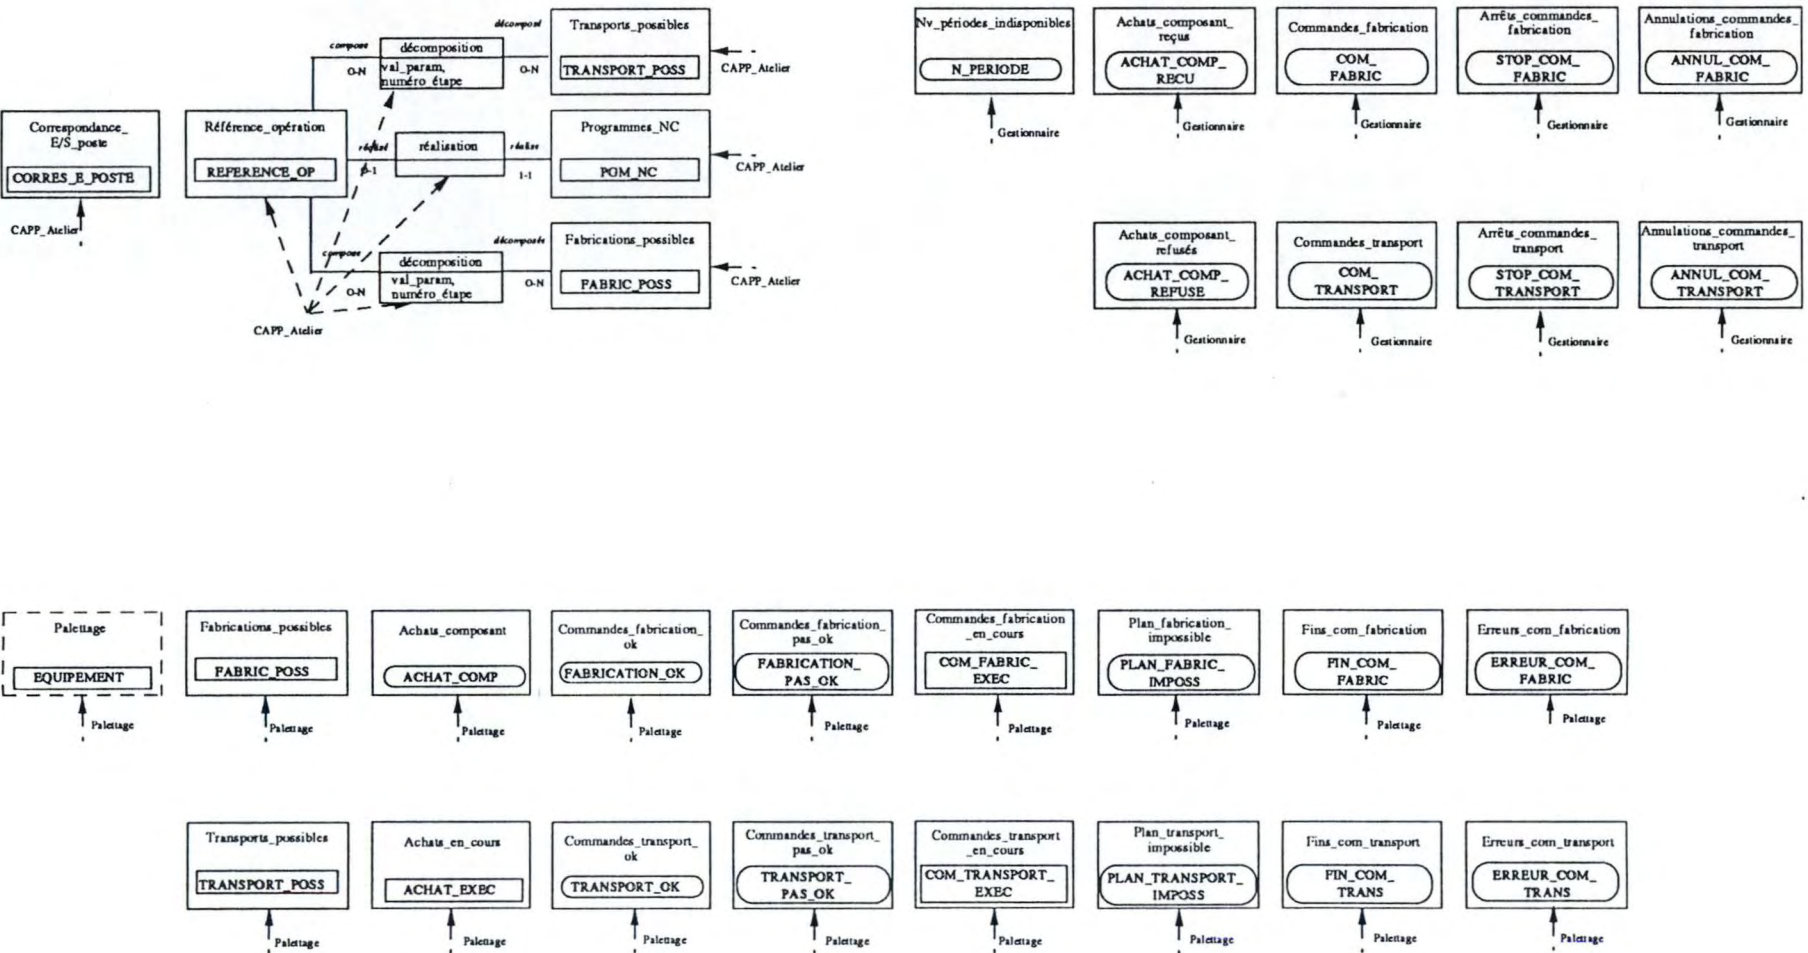 décomposé
Transports_possibles
compose
décomposition
O-N
val_param,
numéro_étape
O-N
TRANSPORT_POSS
CAPP_Atelier
Correspondance_
E/S_poste
CORRES_E_POSTE
CAPP_Atelier
Référence_opération
REFERENCE_OP
réalisé
réalisation
réalise
1-1
Programmes_NC
PGM_NC
CAPP_Atelier
décomposée
Fabrications_possibles
compose
décomposition
O-N
val_param,
numéro_étape
O-N
FABRIC_POSS
CAPP_Atelier
CAPP_Atelier
Nv_périodes_indisponibles
N_PERIODE
Gestionnaire
Achats_composant_
reçus
ACHAT_COMP_
RECU
Gestionnaire
Commandes_fabrication
COM_
FABRIC
Gestionnaire
Arrêts_commandes_
fabrication
STOP_COM_
FABRIC
Gestionnaire
Annulations_commandes_
fabrication
ANNUL_COM_
FABRIC
Gestionnaire
Achats_composant_
refusés
ACHAT_COMP_
REFUSE
Gestionnaire
Commandes_transport
COM_
TRANSPORT
Gestionnaire
Arrêts_commandes_
transport
STOP_COM_
TRANSPORT
Gestionnaire
Annulations_commandes_
transport
ANNUL_COM_
TRANSPORT
Gestionnaire
Palettage
EQUIPEMENT
Palettage
Fabrications_possibles
FABRIC_POSS
Palettage
Achats_composant
ACHAT_COMP
Palettage
Commandes_fabrication_
ok
FABRICATION_OK
Palettage
Commandes_fabrication_
pas_ok
FABRICATION_
PAS_OK
Palettage
Commandes_fabrication
_en_cours
COM_FABRIC_
EXEC
Palettage
Plan_fabrication_
impossible
PLAN_FABRIC_
IMPOSS
Palettage
Fins_com_fabrication
FIN_COM_
FABRIC
Palettage
Erreurs_com_fabrication
ERREUR_COM_
FABRIC
Palettage
Transports_possibles
TRANSPORT_POSS
Palettage
Achats_en_cours
ACHAT_EXEC
Palettage
Commandes_transport_
ok
TRANSPORT_OK
Palettage
Commandes_transport_
pas_ok
TRANSPORT_
PAS_OK
Palettage
Commandes_transport
_en_cours
COM_TRANSPORT_
EXEC
Palettage
Plan_transport_
impossible
PLAN_TRANSPORT_
IMPOSS
Palettage
Fins_com_transport
FIN_COM_
TRANS
Palettage
Erreurs_com_transport
ERREUR_COM_
TRANS
Palettage